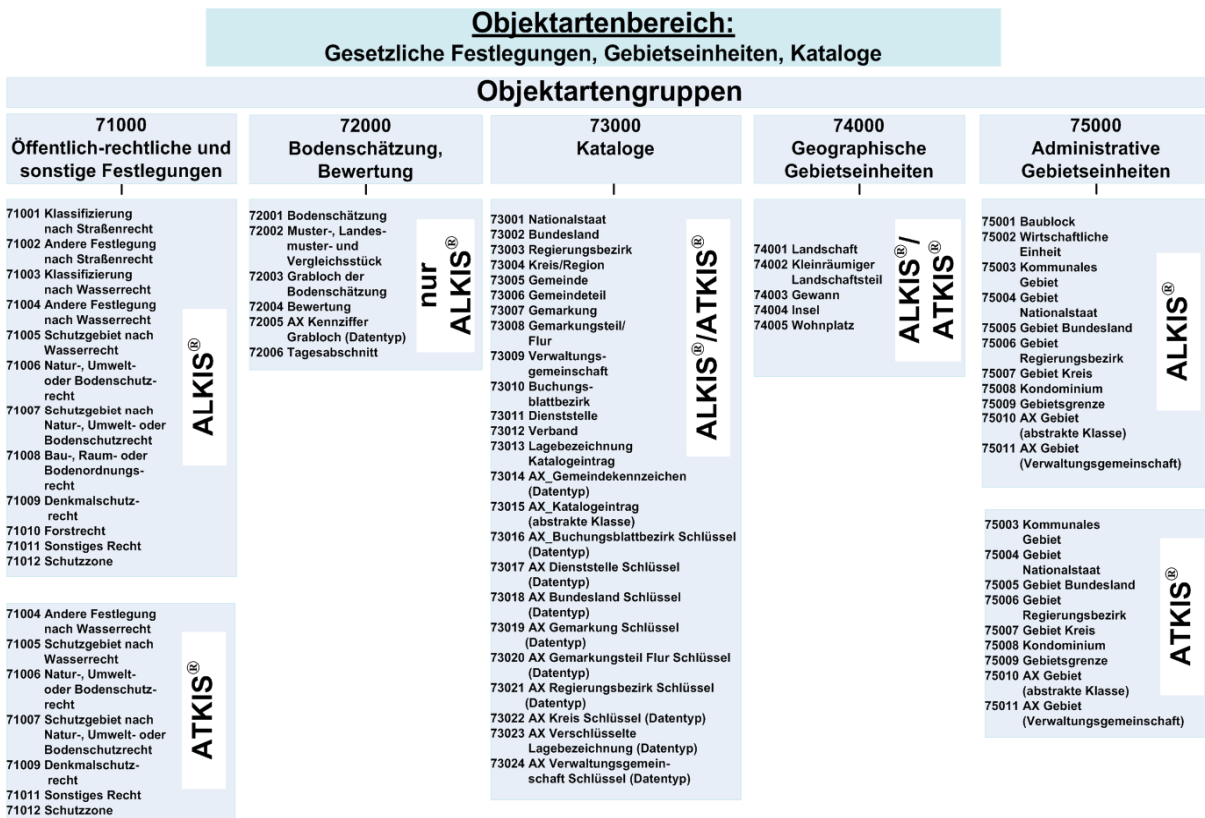 Objektartenbereich:
Gesetzliche Festlegungen, Gebietseinheiten, Kataloge
Objektartengruppen
71000
Öffentlich-rechtliche und
sonstige Festlegungen
71001 Klassifizierung
nach Straßenrecht
71002 Andere Festlegung
nach Straßenrecht
71003 Klassifizierung
nach Wasserrecht
71004 Andere Festlegung
nach Wasserrecht
71005 Schutzgebiet nach
Wasserrecht
71006 Natur-, Umwelt-
oder Bodenschutz-
recht
71007 Schutzgebiet nach
Natur-, Umwelt- oder
Bodenschutzrecht
71008 Bau-, Raum- oder
Bodenordnungs-
recht
71009 Denkmalschutz-
recht
71010 Forstrecht
71011 Sonstiges Recht
71012 Schutzzone
ALKIS®
71004 Andere Festlegung
nach Wasserrecht
71005 Schutzgebiet nach
Wasserrecht
71006 Natur-, Umwelt-
oder Bodenschutz-
recht
71007 Schutzgebiet nach
Natur-, Umwelt- oder
Bodenschutzrecht
71009 Denkmalschutz-
recht
71011 Sonstiges Recht
71012 Schutzzone
ATKIS®
72000
Bodenschätzung,
Bewertung
72001 Bodenschätzung
72002 Muster-, Landes-
muster- und
Vergleichsstück
72003 Grabloch der
Bodenschätzung
72004 Bewertung
72005 AX Kennziffer
Grabloch (Datentyp)
72006 Tagesabschnitt
nur
ALKIS®
73000
Kataloge
73001 Nationalstaat
73002 Bundesland
73003 Regierungsbezirk
73004 Kreis/Region
73005 Gemeinde
73006 Gemeindeteil
73007 Gemarkung
73008 Gemarkungsteil/
Flur
73009 Verwaltungs-
gemeinschaft
73010 Buchungs-
blattbezirk
73011 Dienststelle
73012 Verband
73013 Lagebezeichnung
Katalogeintrag
73014 AX_Gemeindekennzeichen
(Datentyp)
73015 AX_Katalogeintrag
(abstrakte Klasse)
73016 AX_Buchungsblattbezirk Schlüssel
(Datentyp)
73017 AX Dienststelle Schlüssel
(Datentyp)
73018 AX Bundesland Schlüssel
(Datentyp)
73019 AX Gemarkung Schlüssel
(Datentyp)
73020 AX Gemarkungsteil Flur Schlüssel
(Datentyp)
73021 AX Regierungsbezirk Schlüssel
(Datentyp)
73022 AX Kreis Schlüssel (Datentyp)
73023 AX Verschlüsselte
Lagebezeichnung (Datentyp)
73024 AX Verwaltungsgemein-
schaft Schlüssel (Datentyp)
ALKIS®/ATKIS®
74000
Geographische
Gebietseinheiten
74001 Landschaft
74002 Kleinräumiger
Landschaftsteil
74003 Gewann
74004 Insel
74005 Wohnplatz
ALKIS®/
ATKIS®
75000
Administrative
Gebietseinheiten
75001 Baublock
75002 Wirtschaftliche
Einheit
75003 Kommunales
Gebiet
75004 Gebiet
Nationalstaat
75005 Gebiet Bundesland
75006 Gebiet
Regierungsbezirk
75007 Gebiet Kreis
75008 Kondominium
75009 Gebietsgrenze
75010 AX Gebiet
(abstrakte Klasse)
75011 AX Gebiet
(Verwaltungsgemeinschaft)
ALKIS®
75003 Kommunales
Gebiet
75004 Gebiet
Nationalstaat
75005 Gebiet Bundesland
75006 Gebiet
Regierungsbezirk
75007 Gebiet Kreis
75008 Kondominium
75009 Gebietsgrenze
75010 AX Gebiet
(abstrakte Klasse)
75011 AX Gebiet
(Verwaltungsgemeinschaft)
ATKIS®